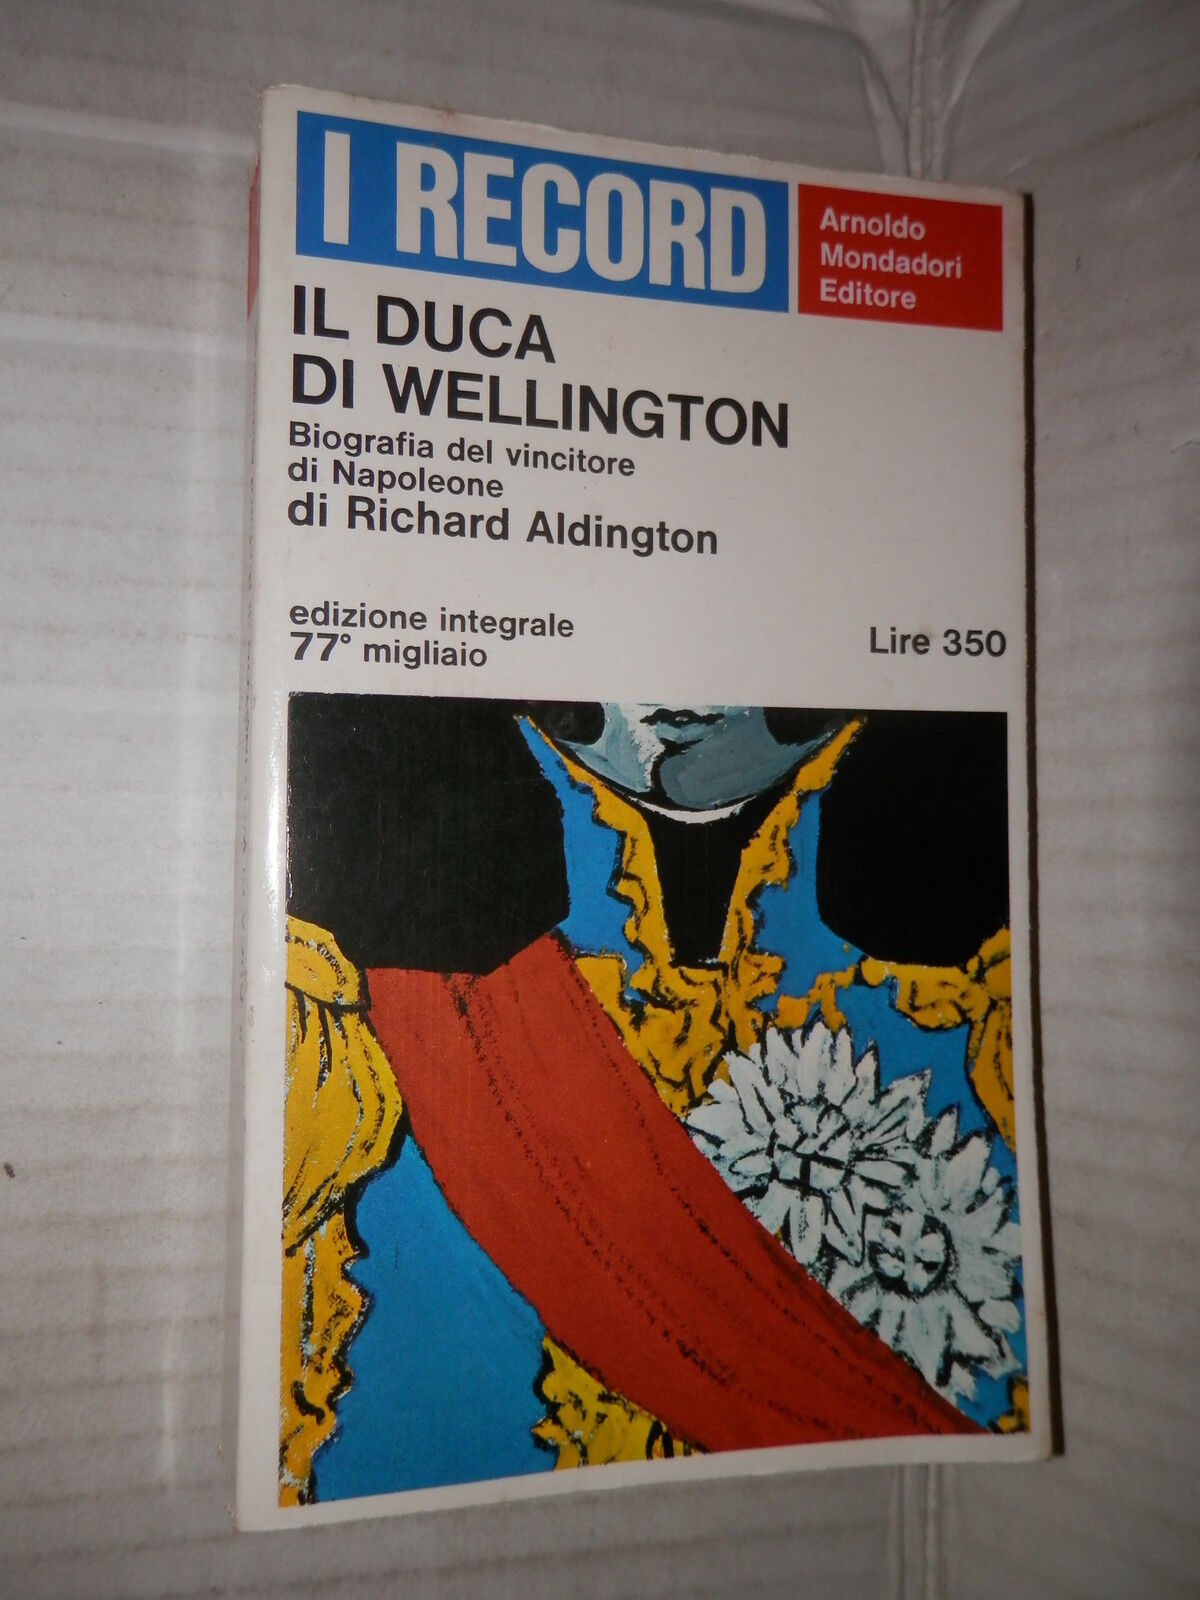 I RECORD
Arnoldo
Mondadori
Editore
IL DUCA
DI WELLINGTON
Biografia del vincitore
di Napoleone
di Richard Aldington
edizione integrale
77° migliaio
Lire 350